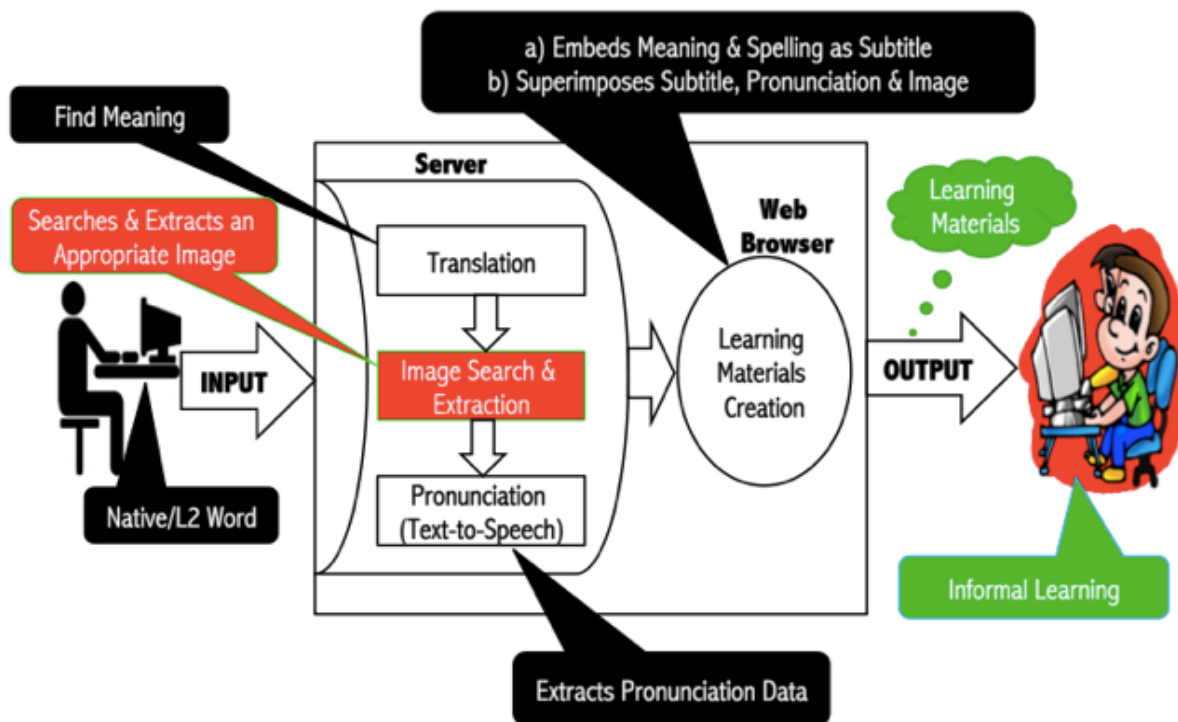 a) Embeds Meaning & Spelling as Subtitle
b) Superimposes Subtitle, Pronunciation & Image
Find Meaning
Server
Searches & Extracts an
Appropriate Image
Translation
Web
Browser
Learning
Materials
INPUT
Image Search &
Extraction
Learning
Materials
Creation
OUTPUT
Native/L2 Word
Pronunciation
(Text-to-Speech)
Informal Learning
Extracts Pronunciation Data